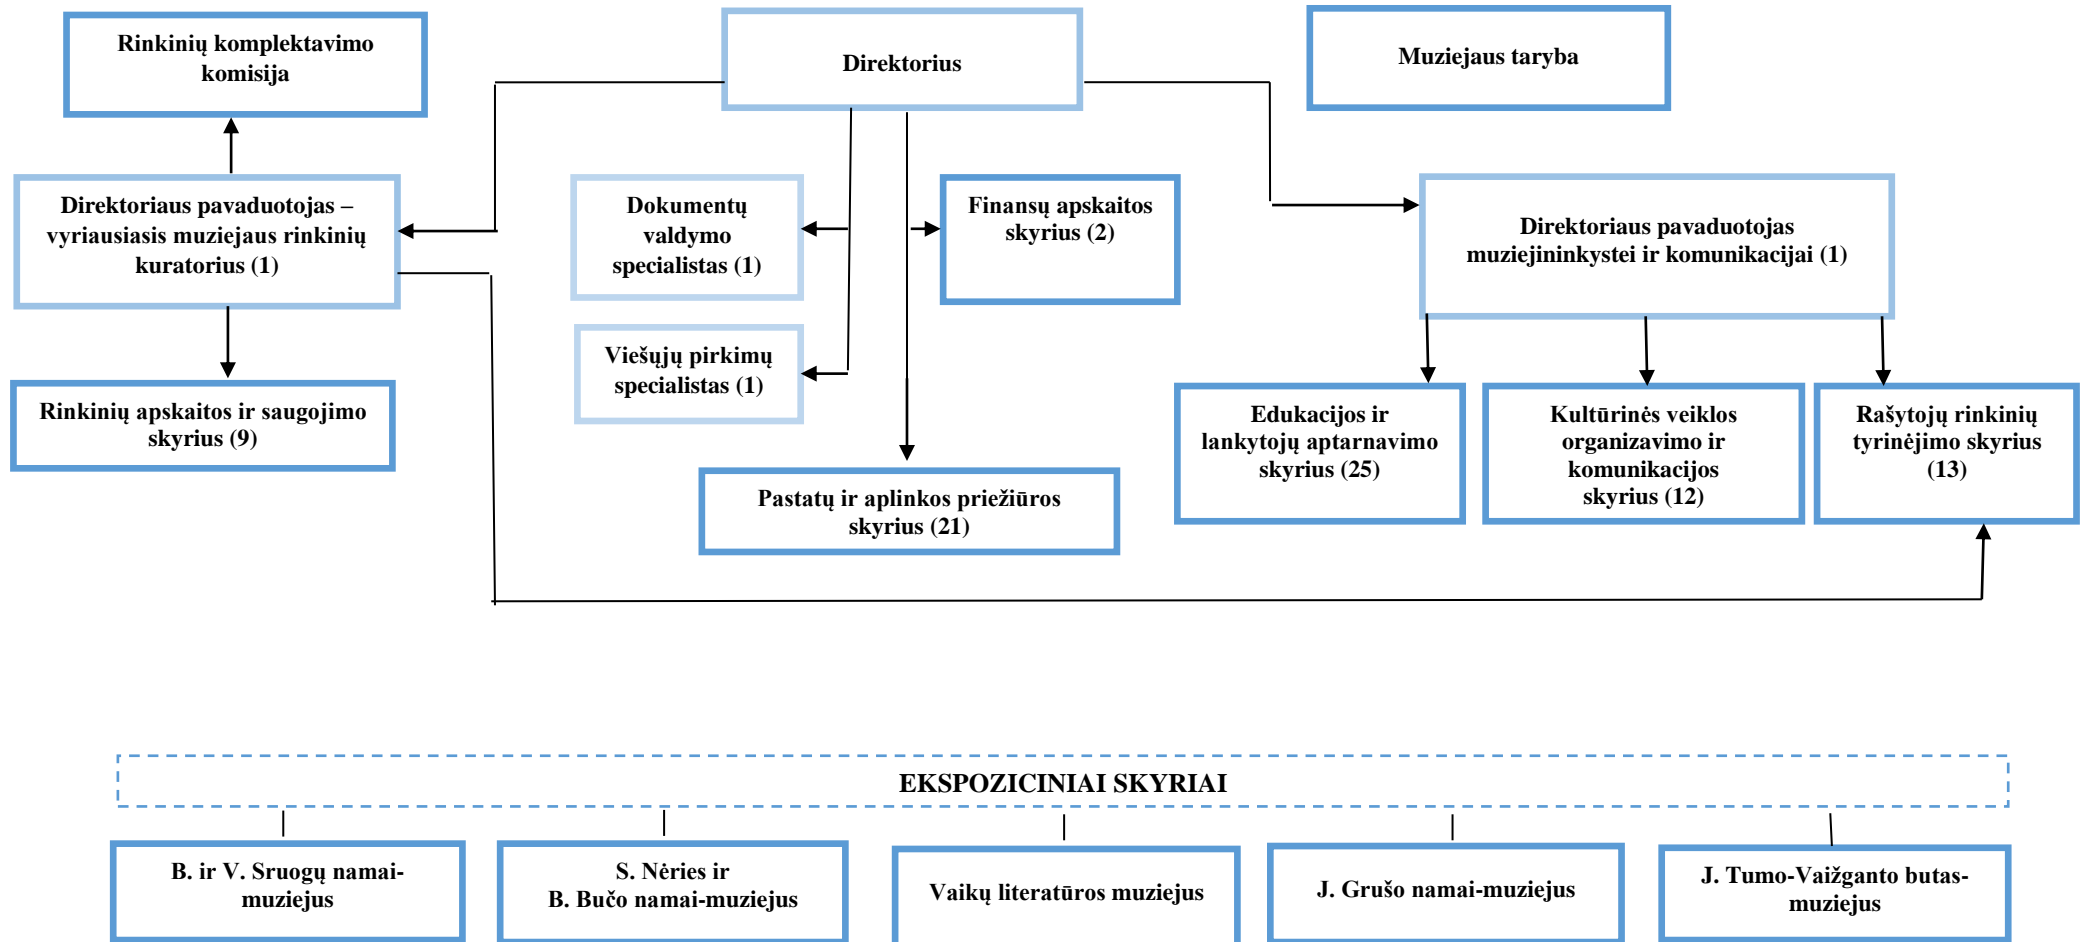 Rinkinių komplektavimo
komisija
Direktorius
Muziejaus taryba
Direktoriaus pavaduotojas –
vyriausiasis muziejaus rinkinių
kuratorius (1)
Dokumentų
valdymo
specialistas (1)
Finansų apskaitos
skyrius (2)
Direktoriaus pavaduotojas
muziejininkystei ir komunikacijai (1)
Viešųjų pirkimų
specialistas (1)
Rinkinių apskaitos ir saugojimo
skyrius (9)
Pastatų ir aplinkos priežiūros
skyrius (21)
Edukacijos ir
lankytojų aptarnavimo
skyrius (25)
Kultūrinės veiklos
organizavimo ir
komunikacijos
skyrius (12)
Rašytojų rinkinių
tyrinėjimo skyrius
(13)
EKSPOZICINIAI SKYRIAI
B. ir V. Sruogų namai-
muziejus
S. Nėries ir
B. Bučo namai-muziejus
Vaikų literatūros muziejus
J. Grušo namai-muziejus
J. Tumo-Vaižganto butas-
muziejus